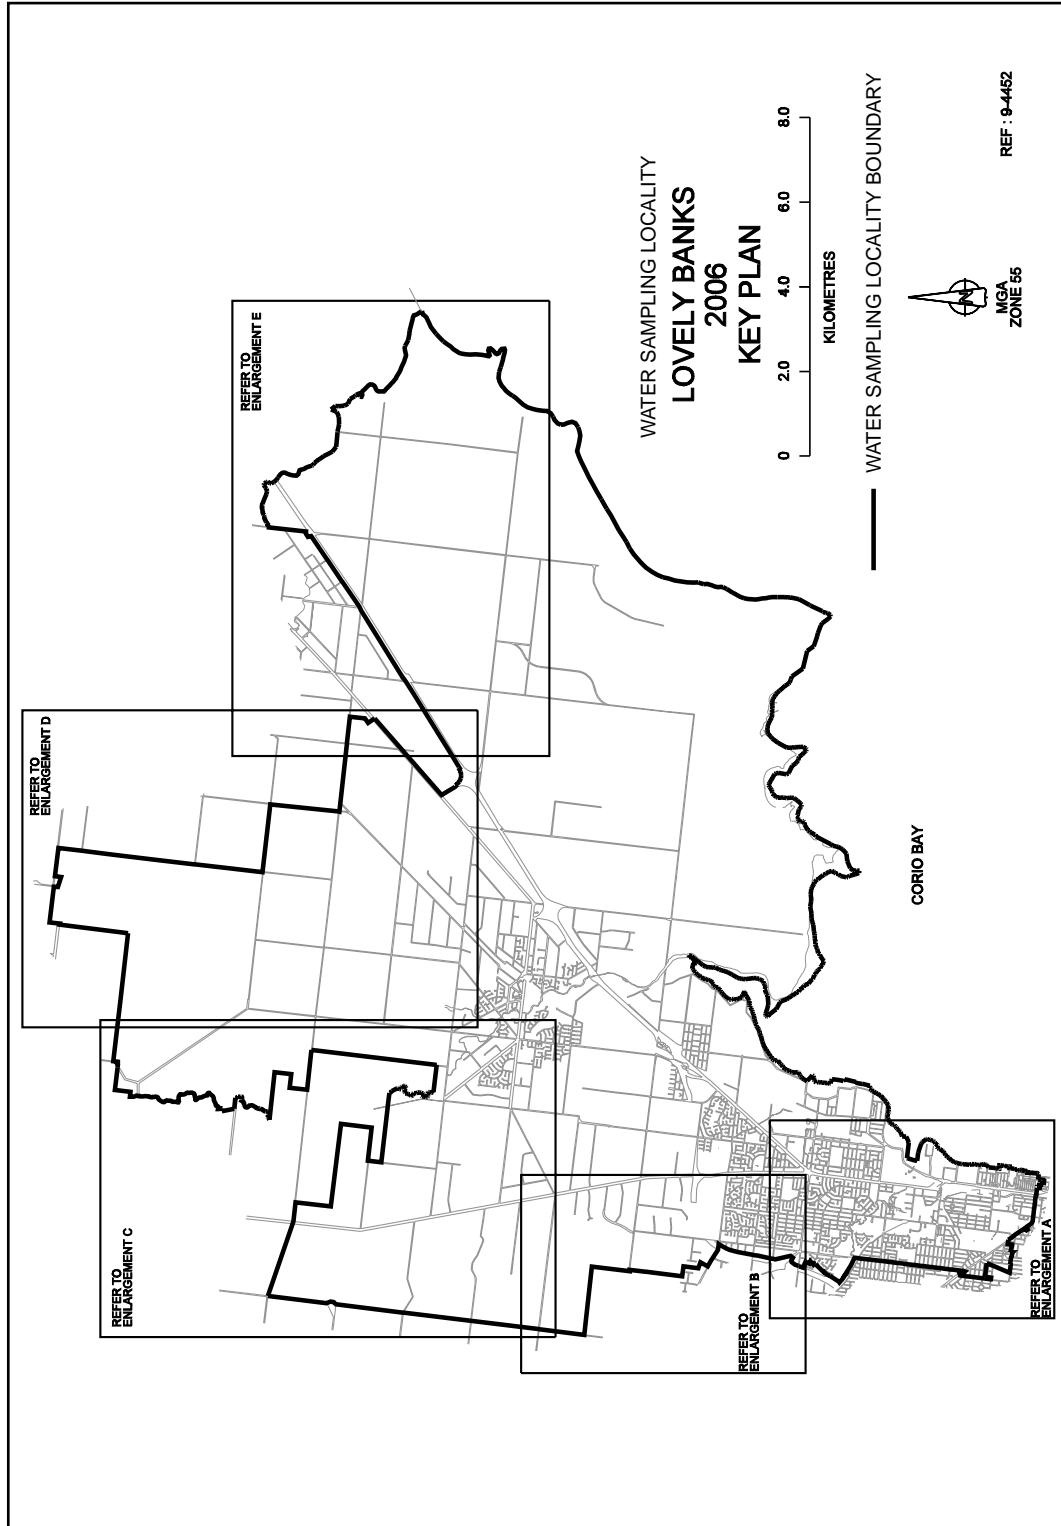 REFER TO
ENLARGEMENT C
REFER TO
ENLARGEMENT D
REFER TO
ENLARGEMENT E
REFER TO
ENLARGEMENT B
REFER TO
ENLARGEMENT A
CORIO BAY
WATER SAMPLING LOCALITY
LOVELY BANKS
2006
KEY PLAN
0 2.0 4.0 6.0 8.0
KILOMETRES
WATER SAMPLING LOCALITY BOUNDARY
N
MGA
ZONE 55
REF : 9-4452